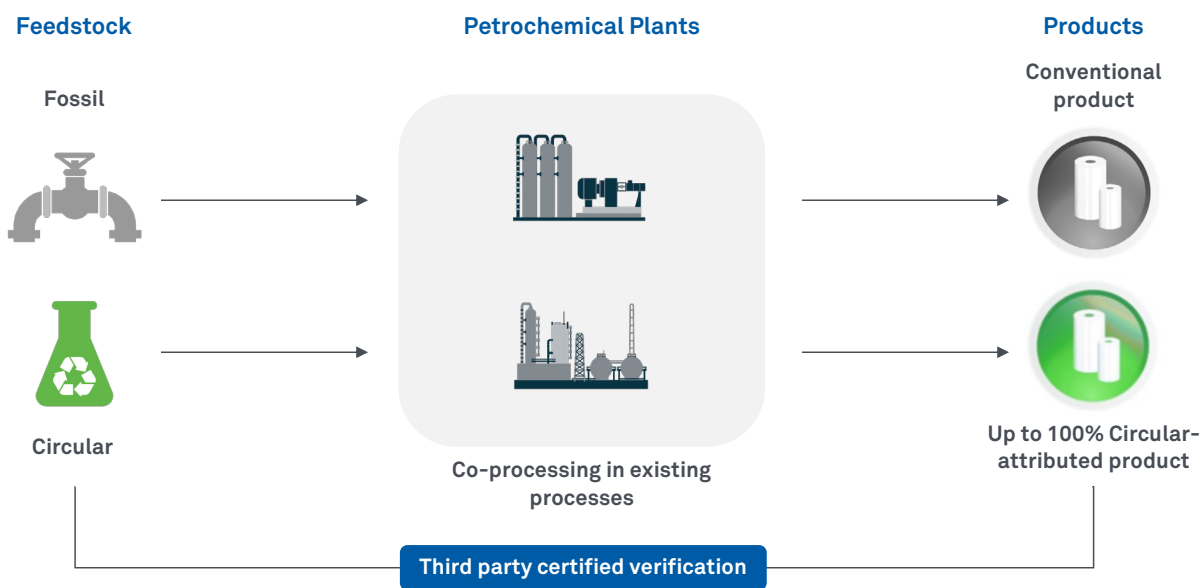 Feedstock
Petrochemical Plants
Products
Fossil
Conventional
product
Circular
Co-processing in existing
processes
Up to 100% Circular-
attributed product
Third party certified verification